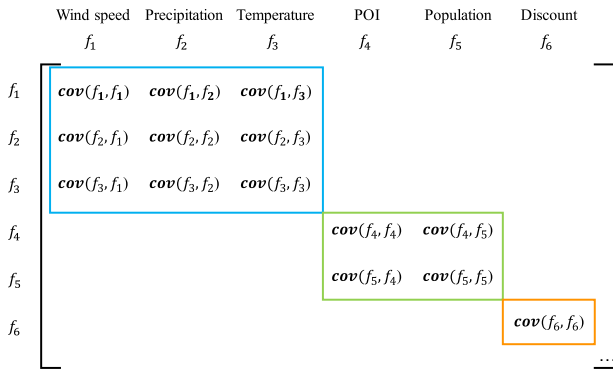 Wind speed Precipitation Temperature POI Population Discount
f₁ f₂ f₃ f₄ f₅ f₆
f₁ cov(f₁,f₁) cov(f₁,f₂) cov(f₁,f₃)
f₂ cov(f₂,f₁) cov(f₂,f₂) cov(f₂,f₃)
f₃ cov(f₃,f₁) cov(f₃,f₂) cov(f₃,f₃)
f₄ cov(f₄,f₄) cov(f₄,f₅)
f₅ cov(f₅,f₄) cov(f₅,f₅)
f₆ cov(f₆,f₆)
...